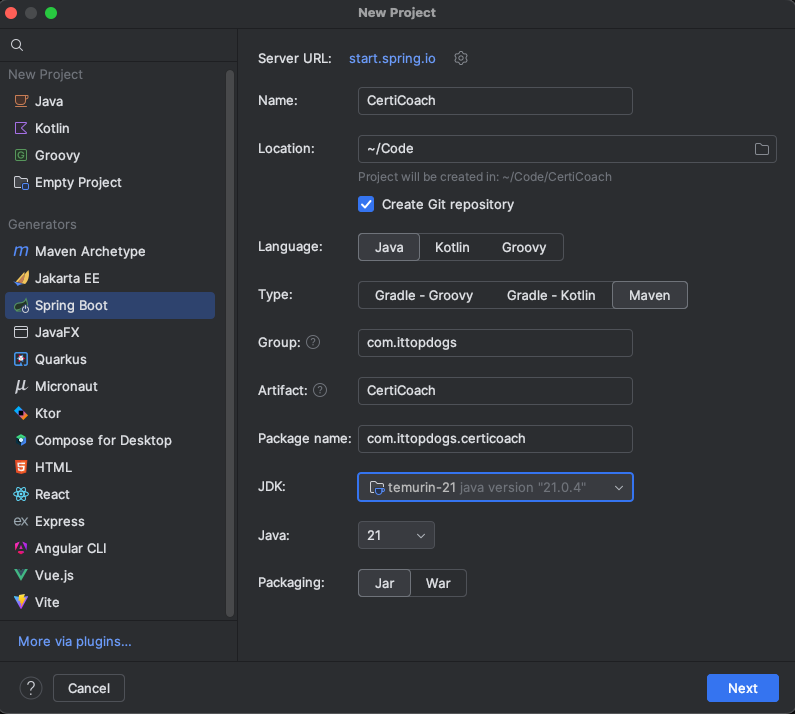 New Project
New Project
Java
Kotlin
Groovy
Empty Project
Generators
Maven Archetype
Jakarta EE
Spring Boot
JavaFX
Quarkus
Micronaut
Ktor
Compose for Desktop
HTML
React
Express
Angular CLI
Vue.js
Vite
More via plugins...
Server URL: start.spring.io
Name: CertiCoach
Location: ~/Code
Project will be created in: ~/Code/CertiCoach
Create Git repository
Language: Java Kotlin Groovy
Type: Gradle - Groovy Gradle - Kotlin Maven
Group: ? com.ittopdogs
Artifact: ? CertiCoach
Package name: com.ittopdogs.certicoach
JDK: temurin-21 java version "21.0.4"
Java: 21
Packaging: Jar War
? Cancel Next